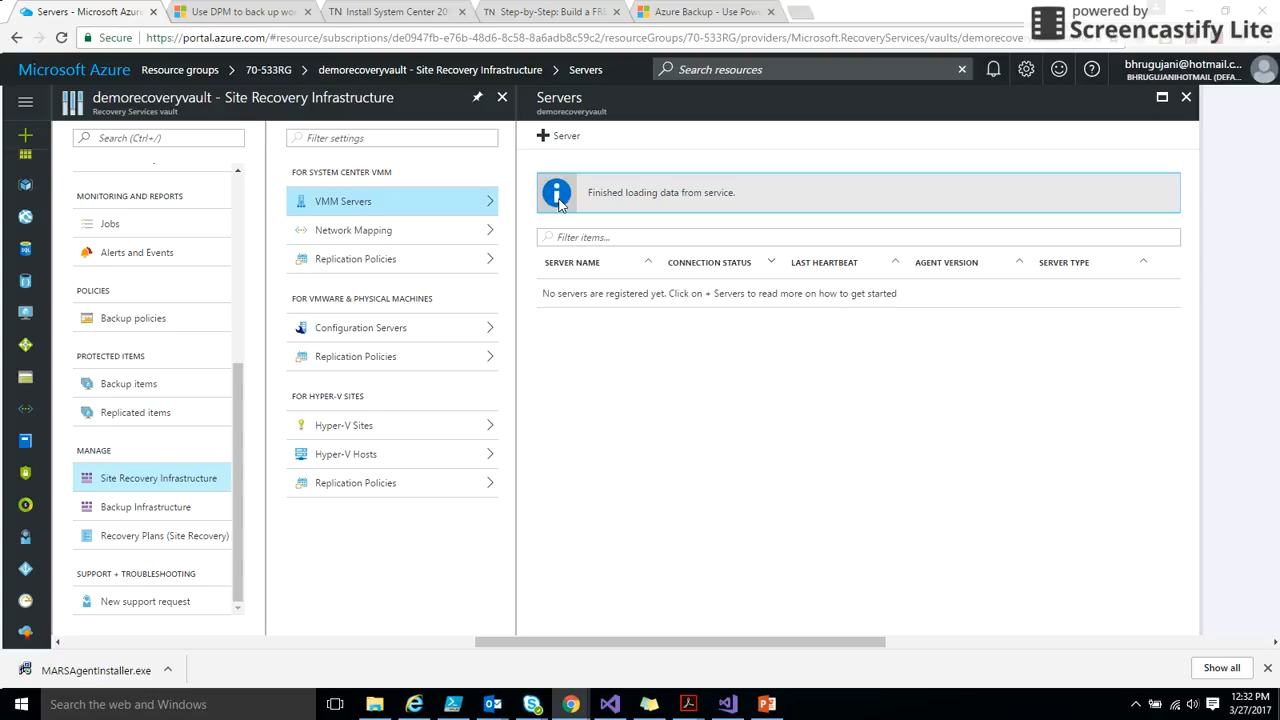 powered by
Screencastify Lite
Servers - Microsoft Azu
Use DPM to back up wo
TN Install System Center 20
TN Step-by-Step: Build a FR
Azure Backup - Use Pow
Secure
https://portal.azure.com/#resource/subsc
947fb-e76b-48d6-8c58-8a6adb8c59c2/resourceGroups/70-533RG/providers/Microsoft.RecoveryServices/vaults/demorecove
Microsoft Azure
Resource groups > 70-533RG > demorecoveryvault - Site Recovery Infrastructure > Servers
Search resources
bhrugujani@hotmail.c...
BHRUGUJANIHOTMAIL (DEFA...
demorecoveryvault - Site Recovery Infrastructure
Recovery Services vault
Search (Ctrl+/)
MONITORING AND REPORTS
Jobs
Alerts and Events
POLICIES
Backup policies
PROTECTED ITEMS
Backup items
Replicated items
MANAGE
Site Recovery Infrastructure
Backup Infrastructure
Recovery Plans (Site Recovery)
SUPPORT + TROUBLESHOOTING
New support request
Filter settings
FOR SYSTEM CENTER VMM
VMM Servers
Network Mapping
Replication Policies
FOR VMWARE & PHYSICAL MACHINES
Configuration Servers
Replication Policies
FOR HYPER-V SITES
Hyper-V Sites
Hyper-V Hosts
Replication Policies
Servers
demorecoveryvault
Server
Finished loading data from service.
Filter items...
SERVER NAME CONNECTION STATUS LAST HEARTBEAT AGENT VERSION SERVER TYPE
No servers are registered yet. Click on + Servers to read more on how to get started
MARSAgentInstaller.exe
Show all
Search the web and Windows
12:32 PM
3/27/2017